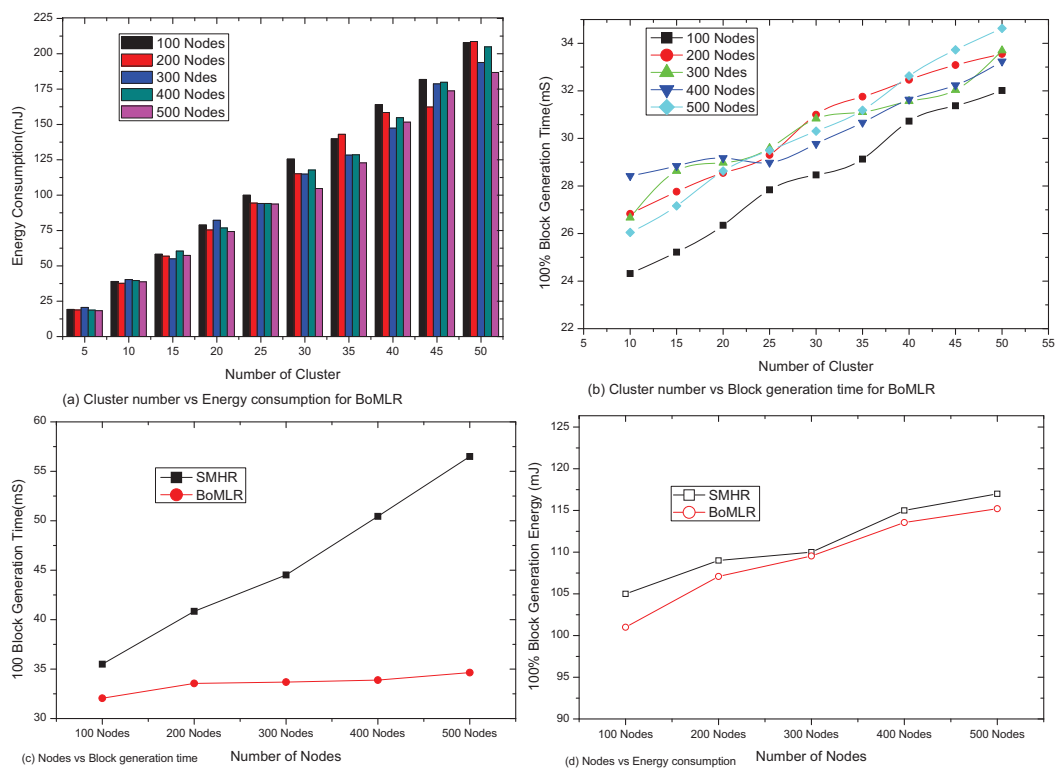 225
200
175
150
125
100
75
50
25
0
Energy Consumption(mJ)
100 Nodes
200 Nodes
300 Ndes
400 Nodes
500 Nodes
5 10 15 20 25 30 35 40 45 50
Number of Cluster
(a) Cluster number vs Energy consumption for BoMLR
34
32
30
28
26
24
22
100% Block Generation Time(mS)
100 Nodes
200 Nodes
300 Ndes
400 Nodes
500 Nodes
5 10 15 20 25 30 35 40 45 50 55
Number of Cluster
(b) Cluster number vs Block generation time for BoMLR
60
55
50
45
40
35
30
100 Block Generation Time(mS)
SMHR
BoMLR
100 Nodes 200 Nodes 300 Nodes 400 Nodes 500 Nodes
Number of Nodes
(c) Nodes vs Block generation time
125
120
115
110
105
100
95
90
100% Block Generation Energy (mJ)
SMHR
BoMLR
100 Nodes 200 Nodes 300 Nodes 400 Nodes 500 Nodes
Number of Nodes
(d) Nodes vs Energy consumption